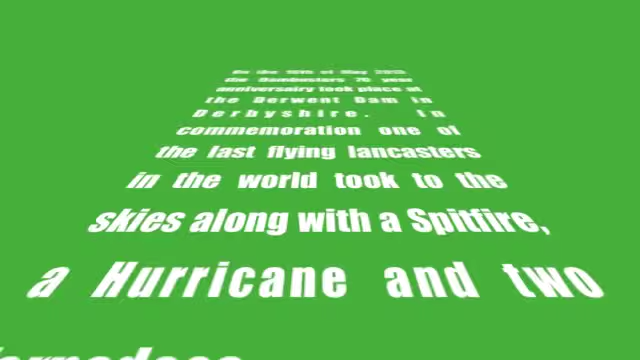 On the 16th of May 2013
the Dambusters 70 year
anniversairy took place at
the Derwent Dam in
Derbyshire. In
commemoration one of
the last flying lancasters
in the world took to the
skies along with a Spitfire,
a Hurricane and two